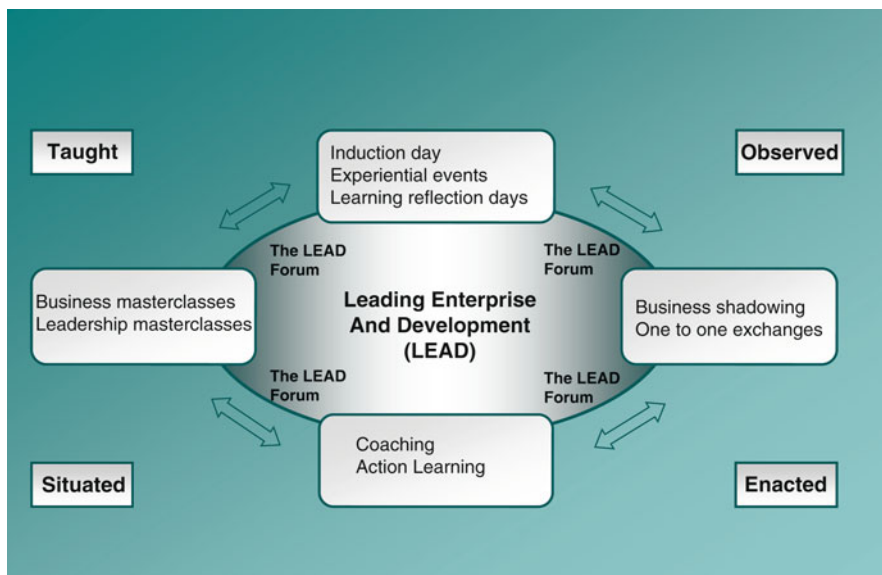 Taught
Observed
Induction day
Experiential events
Learning reflection days
The LEAD
Forum
The LEAD
Forum
Business masterclasses
Leadership masterclasses
Leading Enterprise
And Development
(LEAD)
Business shadowing
One to one exchanges
The LEAD
Forum
The LEAD
Forum
Coaching
Action Learning
Situated
Enacted